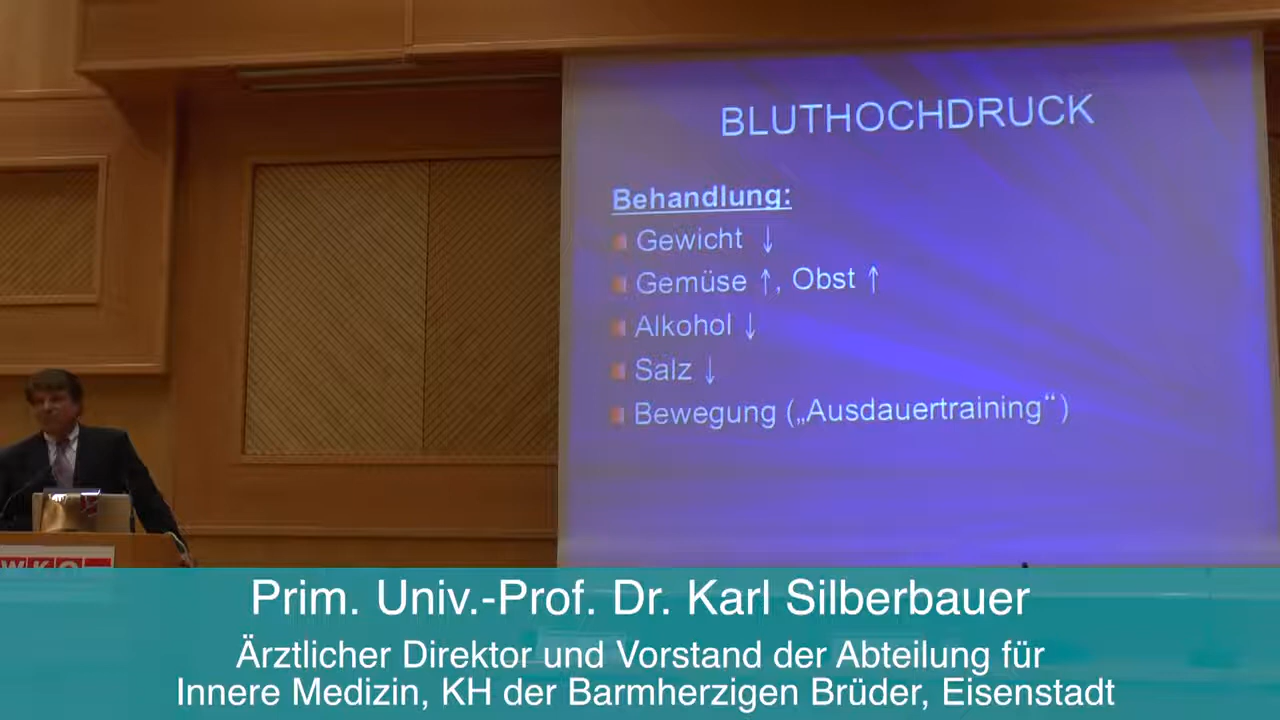 BLUTHOCHDRUCK
Behandlung:
Gewicht ↓
Gemüse ↑, Obst ↑
Alkohol ↓
Salz ↓
Bewegung („Ausdauertraining“)
WKO
Prim. Univ.-Prof. Dr. Karl Silberbauer
Ärztlicher Direktor und Vorstand der Abteilung für
Innere Medizin, KH der Barmherzigen Brüder, Eisenstadt